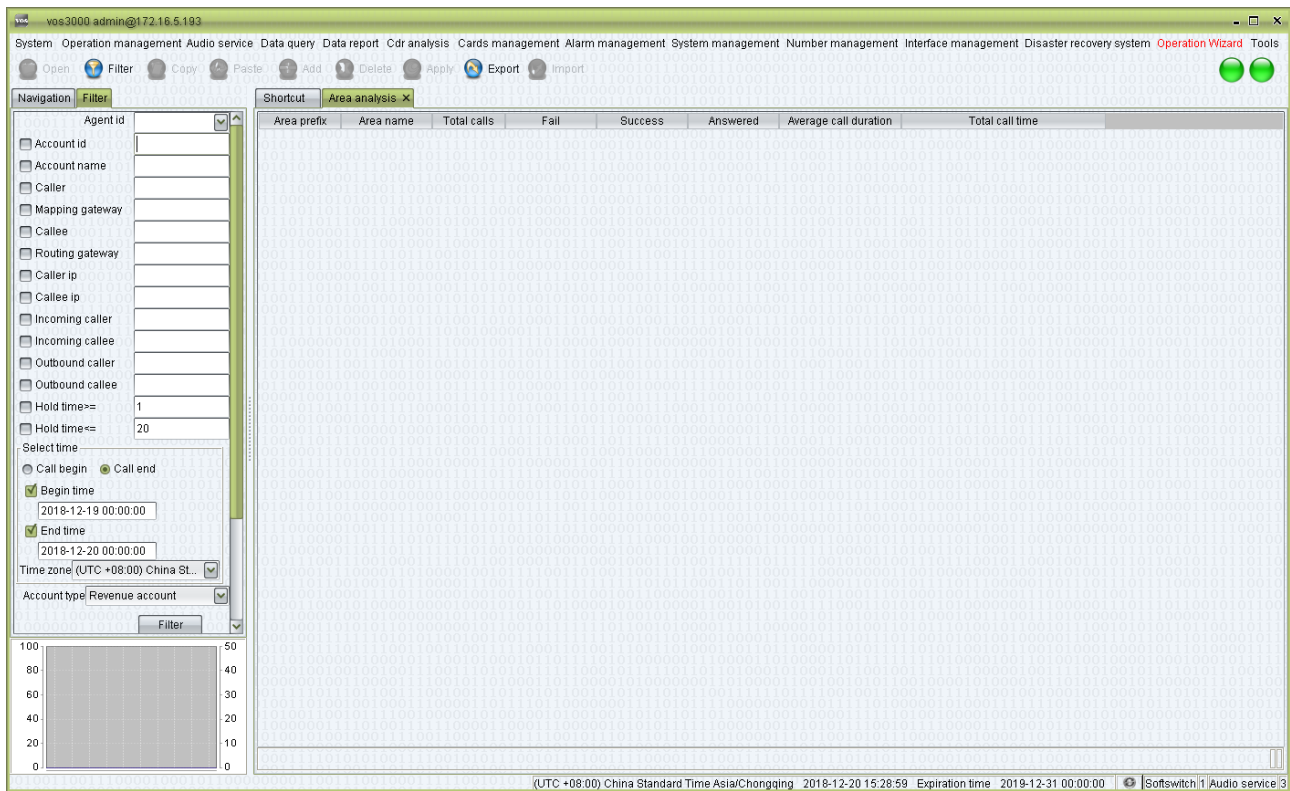 vos vos3000 admin@172.16.5.193
System Operation management Audio service Data query Data report Cdr analysis Cards management Alarm management System management Number management Interface management Disaster recovery system Operation Wizard Tools
Open Filter Copy Paste Add Delete Apply Export Import
Navigation Filter Shortcut Area analysis ×
Agent id
Area prefix Area name Total calls Fail Success Answered Average call duration Total call time
Account id
Account name
Caller
Mapping gateway
Callee
Routing gateway
Caller ip
Callee ip
Incoming caller
Incoming callee
Outbound caller
Outbound callee
Hold time>= 1
Hold time<= 20
Select time
Call begin Call end
Begin time
2018-12-19 00:00:00
End time
2018-12-20 00:00:00
Time zone (UTC +08:00) China St...
Account type Revenue account
Filter
100 50
80 40
60 30
40 20
20 10
0 0
(UTC +08:00) China Standard Time Asia/Chongqing 2018-12-20 15:28:59 Expiration time 2019-12-31 00:00:00 Softswitch 1 Audio service 3